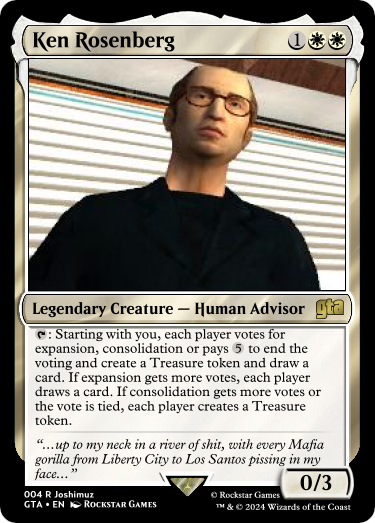 Ken Rosenberg 1
Legendary Creature — Human Advisor gta
: Starting with you, each player votes for
expansion, consolidation or pays 5 to end the
voting and create a Treasure token and draw a
card. If expansion gets more votes, each player
draws a card. If consolidation gets more votes or
the vote is tied, each player creates a Treasure
token.
“...up to my neck in a river of shit, with every Mafia
gorilla from Liberty City to Los Santos pissing in my
face...”
0/3
004 R Joshimuz
GTA • EN Rockstar Games
© Rockstar Games
™ & © 2024 Wizards of the Coast